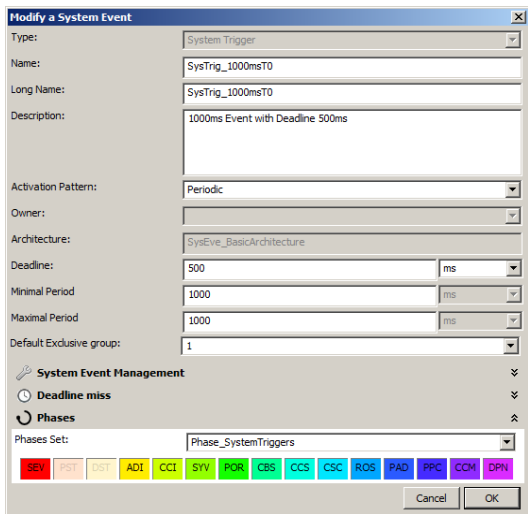 Modify a System Event
Type: System Trigger
Name: SysTrig_1000msT0
Long Name: SysTrig_1000msT0
Description: 1000ms Event with Deadline 500ms
Activation Pattern: Periodic
Owner:
Architecture: SysEve_BasicArchitecture
Deadline: 500 ms
Minimal Period 1000 ms
Maximal Period 1000 ms
Default Exclusive group: 1
System Event Management
Deadline miss
Phases
Phases Set: Phase_SystemTriggers
SEV PST DST ADI CCI SYV POR CBS CCS CSC ROS PAD PPC CCM DPN
Cancel OK